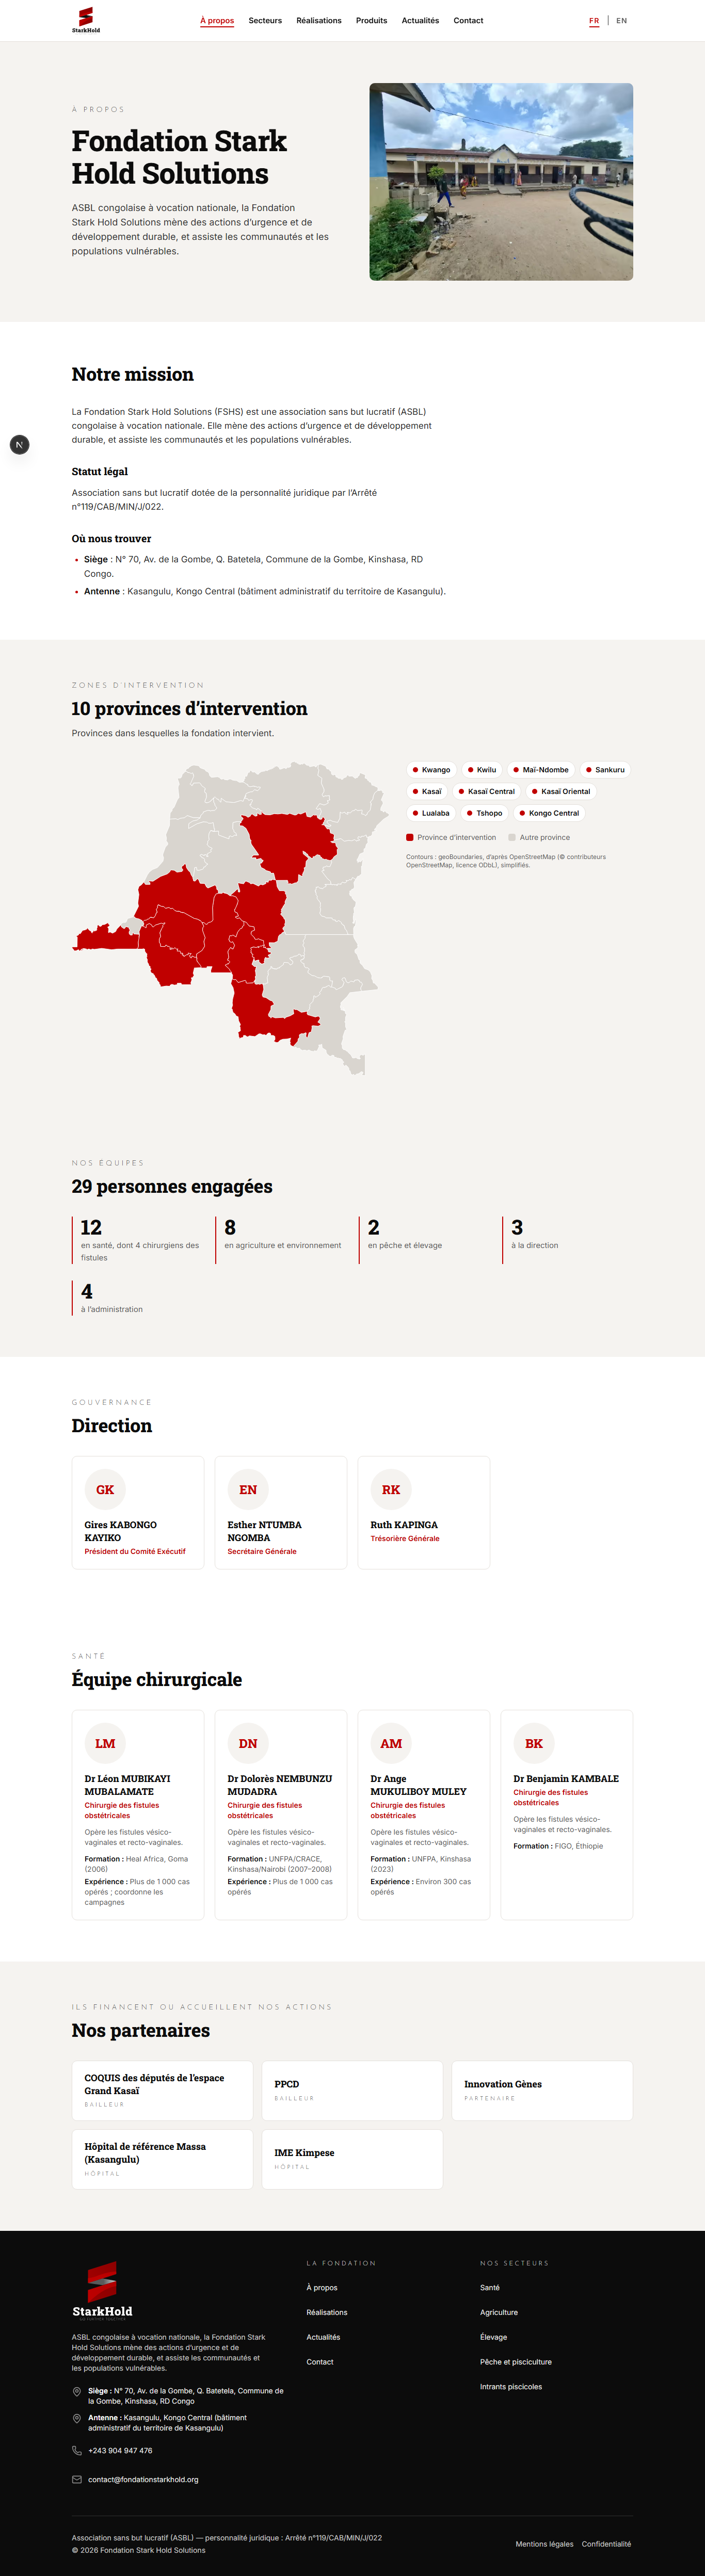 StarkHold
À propos
Secteurs
Réalisations
Produits
Actualités
Contact
FR
EN
À PROPOS
Fondation Stark
Hold Solutions
ASBL congolaise à vocation nationale, la Fondation
Stark Hold Solutions mène des actions d’urgence et de
développement durable, et assiste les communautés et les
populations vulnérables.
Notre mission
La Fondation Stark Hold Solutions (FSHS) est une association sans but lucratif (ASBL)
congolaise à vocation nationale. Elle mène des actions d’urgence et de développement
durable, et assiste les communautés et les populations vulnérables.
N
Statut légal
Association sans but lucratif dotée de la personnalité juridique par l’Arrêté
n°119/CAB/MIN/J/022.
Où nous trouver
Siège : N° 70, Av. de la Gombe, Q. Batetela, Commune de la Gombe, Kinshasa, RD
Congo.
Antenne : Kasangulu, Kongo Central (bâtiment administratif du territoire de Kasangulu).
ZONES D’INTERVENTION
10 provinces d’intervention
Provinces dans lesquelles la fondation intervient.
Kwango
Kwilu
Maï-Ndombe
Sankuru
Kasaï
Kasaï Central
Kasaï Oriental
Lualaba
Tshopo
Kongo Central
Province d’intervention
Autre province
Contours : geoBoundaries, d’après OpenStreetMap (© contributeurs
OpenStreetMap, licence ODbL), simplifiés.
NOS ÉQUIPES
29 personnes engagées
12
en santé, dont 4 chirurgiens des
fistules
8
en agriculture et environnement
2
en pêche et élevage
3
à la direction
4
à l’administration
GOUVERNANCE
Direction
GK
Gires KABONGO
KAYIKO
Président du Comité Exécutif
EN
Esther NTUMBA
NGOMBA
Secrétaire Générale
RK
Ruth KAPINGA
Trésorière Générale
SANTÉ
Équipe chirurgicale
LM
Dr Léon MUBIKAYI
MUBALAMATE
Chirurgie des fistules
obstétricales
Opère les fistules vésico-
vaginales et recto-vaginales.
Formation : Heal Africa, Goma
(2006)
Expérience : Plus de 1 000 cas
opérés ; coordonne les
campagnes
DN
Dr Dolorès NEMBUNZU
MUDADRA
Chirurgie des fistules
obstétricales
Opère les fistules vésico-
vaginales et recto-vaginales.
Formation : UNFPA/CRACE,
Kinshasa/Nairobi (2007–2008)
Expérience : Plus de 1 000 cas
opérés
AM
Dr Ange
MUKULIBOY MULEY
Chirurgie des fistules
obstétricales
Opère les fistules vésico-
vaginales et recto-vaginales.
Formation : UNFPA, Kinshasa
(2023)
Expérience : Environ 300 cas
opérés
BK
Dr Benjamin KAMBALE
Chirurgie des fistules
obstétricales
Opère les fistules vésico-
vaginales et recto-vaginales.
Formation : FIGO, Éthiopie
ILS FINANCENT OU ACCUEILLENT NOS ACTIONS
Nos partenaires
COQUIS des députés de l’espace
Grand Kasaï
BAILLEUR
PPCD
BAILLEUR
Innovation Gènes
PARTENAIRE
Hôpital de référence Massa
(Kasangulu)
HÔPITAL
IME Kimpese
HÔPITAL
StarkHold
ASBL congolaise à vocation nationale, la Fondation Stark
Hold Solutions mène des actions d’urgence et de
développement durable, et assiste les communautés et
les populations vulnérables.
Siège : N° 70, Av. de la Gombe, Q. Batetela, Commune de
la Gombe, Kinshasa, RD Congo
Antenne : Kasangulu, Kongo Central (bâtiment
administratif du territoire de Kasangulu)
+243 904 947 476
contact@fondationstarkhold.org
LA FONDATION
À propos
Réalisations
Actualités
Contact
NOS SECTEURS
Santé
Agriculture
Élevage
Pêche et pisciculture
Intrants piscicoles
Association sans but lucratif (ASBL) — personnalité juridique : Arrêté n°119/CAB/MIN/J/022
© 2026 Fondation Stark Hold Solutions
Mentions légales
Confidentialité